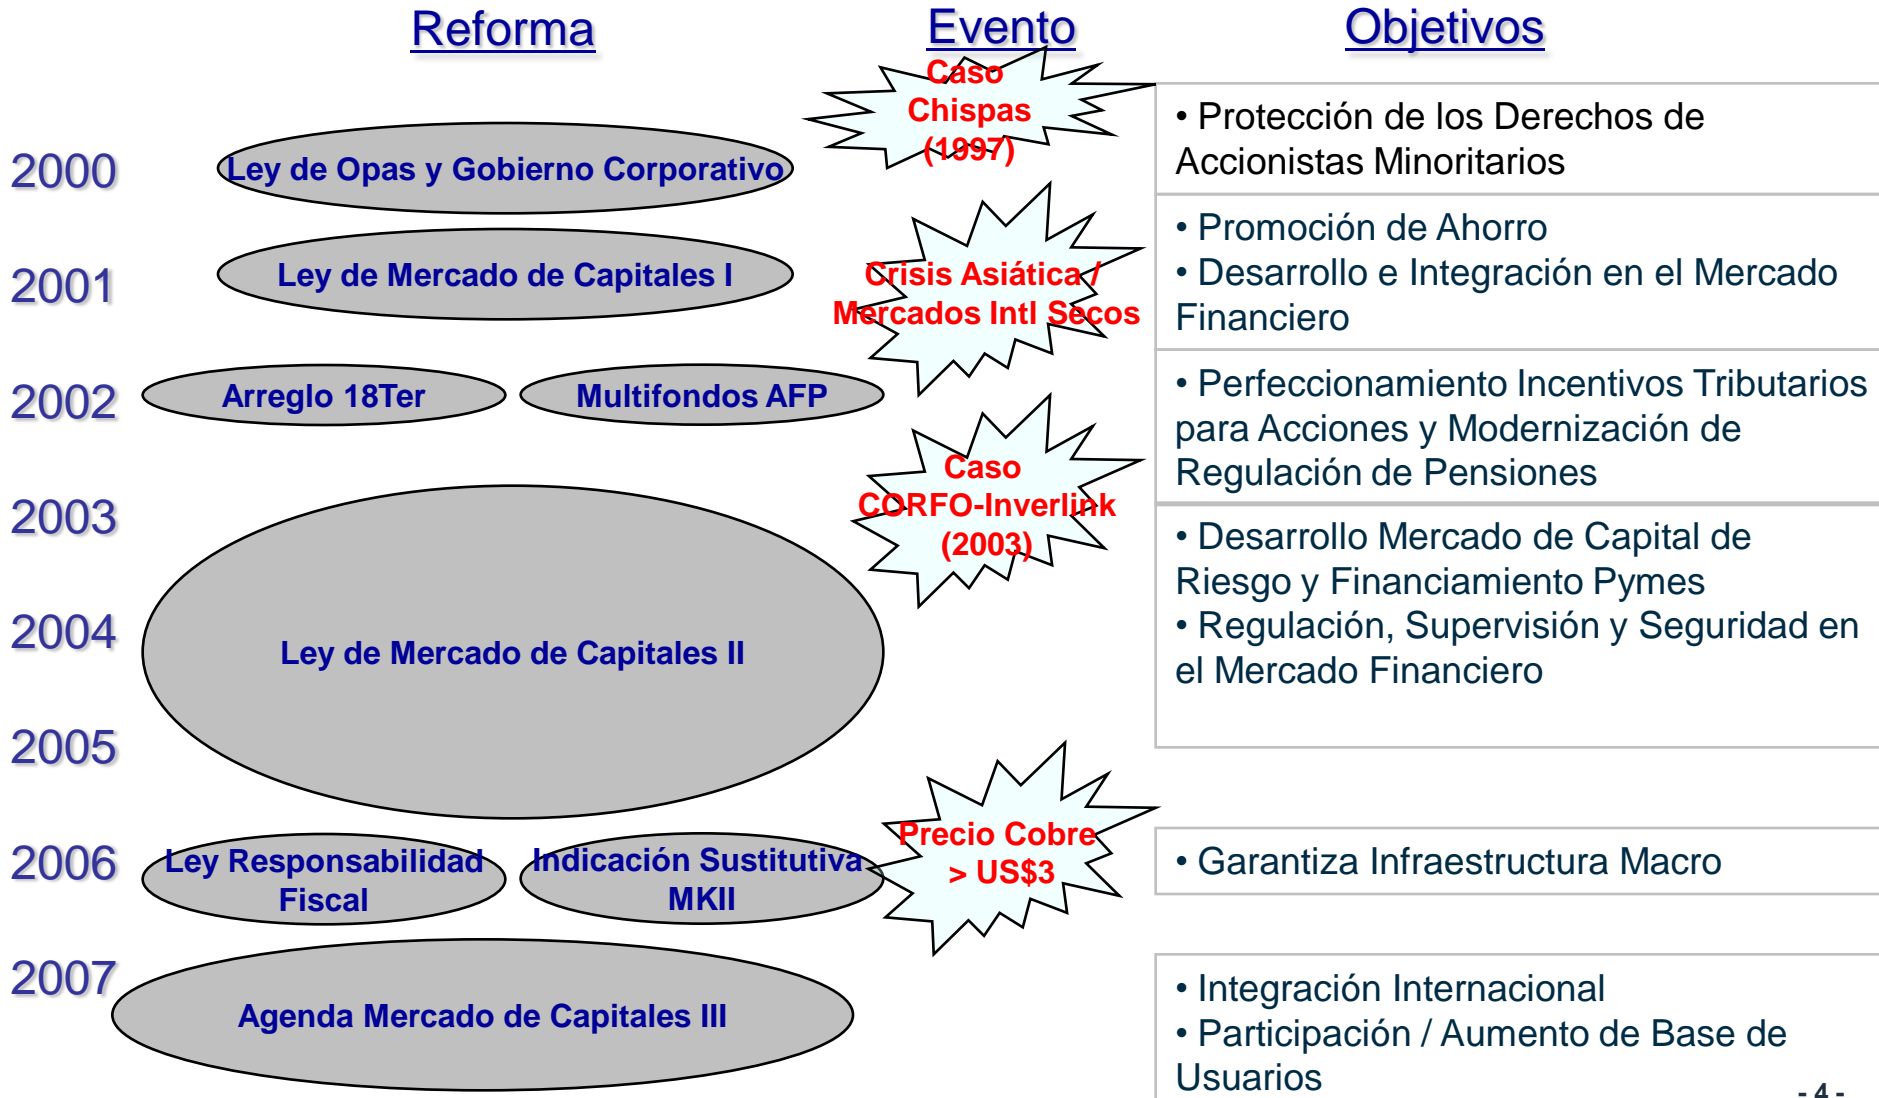 Reforma
Evento
Objetivos
Caso
Chispas
(1997)
• Protección de los Derechos de
Accionistas Minoritarios
2000
Ley de Opas y Gobierno Corporativo
2001
Ley de Mercado de Capitales I
Crisis Asiática /
Mercados Intl Secos
• Promoción de Ahorro
• Desarrollo e Integración en el Mercado
Financiero
2002
Arreglo 18Ter
Multifondos AFP
• Perfeccionamiento Incentivos Tributarios
para Acciones y Modernización de
Regulación de Pensiones
2003
Caso
CORFO-Inverlink
(2003)
• Desarrollo Mercado de Capital de
Riesgo y Financiamiento Pymes
• Regulación, Supervisión y Seguridad en
el Mercado Financiero
2004
Ley de Mercado de Capitales II
2005
2006
Ley Responsabilidad
Fiscal
Indicación Sustitutiva
MKII
Precio Cobre
> US$3
• Garantiza Infraestructura Macro
2007
Agenda Mercado de Capitales III
• Integración Internacional
• Participación / Aumento de Base de
Usuarios
- 4 -